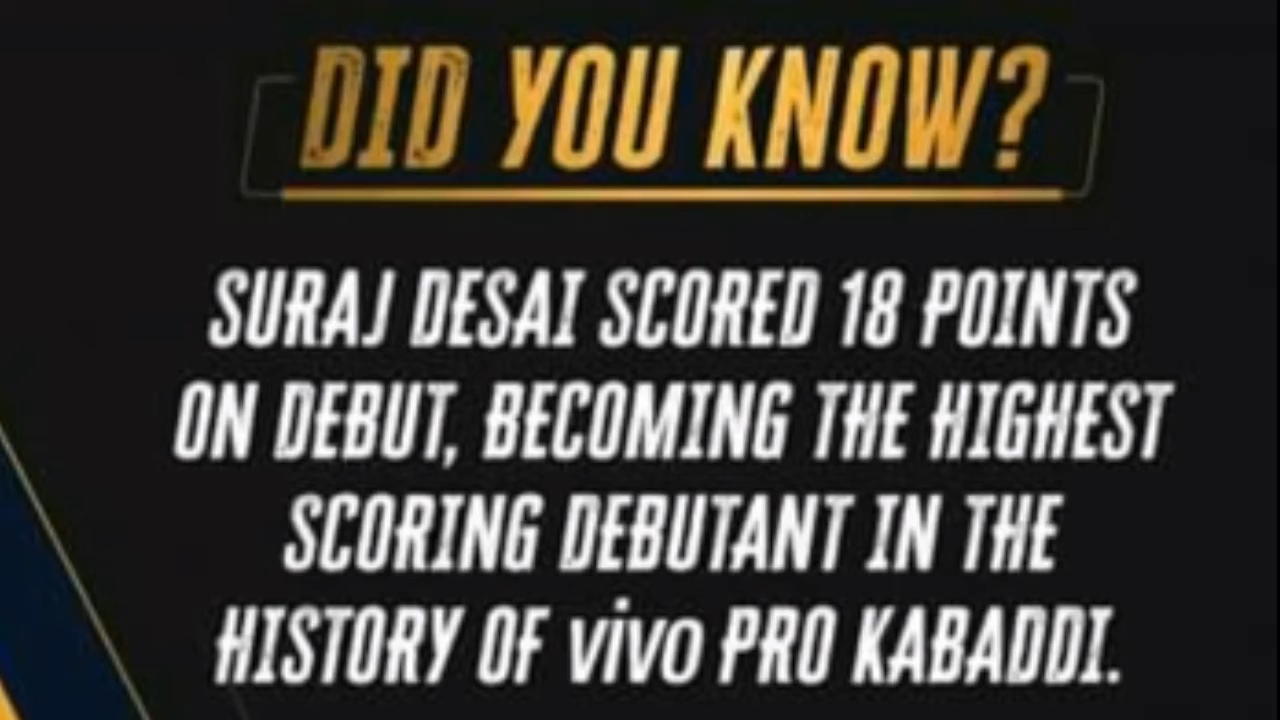 DID YOU KNOW?
SURAJ DESAI SCORED 18 POINTS
ON DEBUT, BECOMING THE HIGHEST
SCORING DEBUTANT IN THE
HISTORY OF vivo PRO KABADDI.